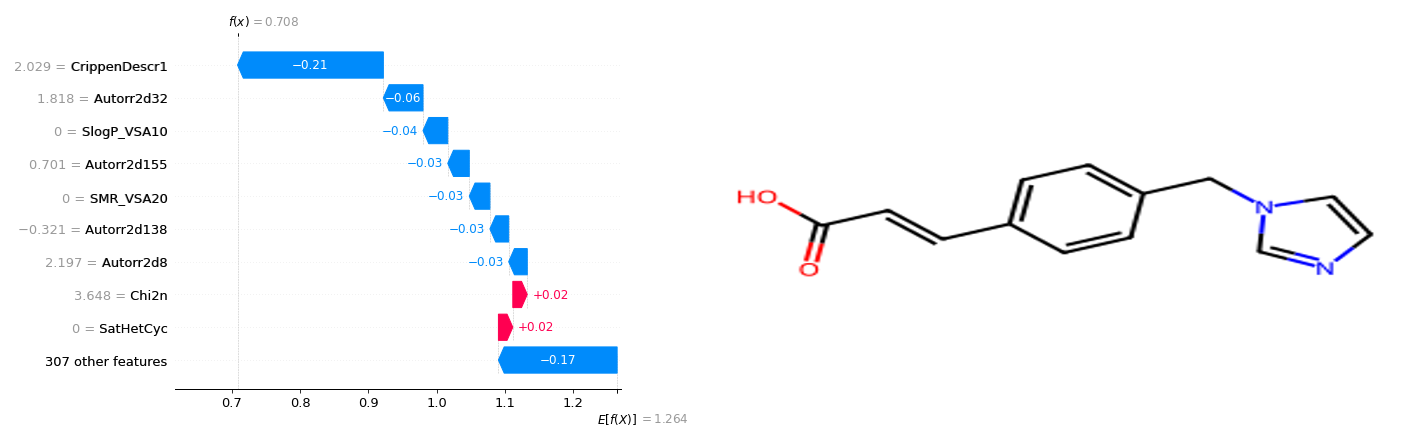 f(x) = 0.708
2.029 = CrippenDescr1
−0.21
1.818 = Autorr2d32
−0.06
0 = SlogP_VSA10
−0.04
0.701 = Autorr2d155
−0.03
0 = SMR_VSA20
−0.03
−0.321 = Autorr2d138
−0.03
2.197 = Autorr2d8
−0.03
3.648 = Chi2n
+0.02
0 = SatHetCyc
+0.02
307 other features
−0.17
0.7 0.8 0.9 1.0 1.1 1.2
E[f(X)] = 1.264
HO
O
N
N